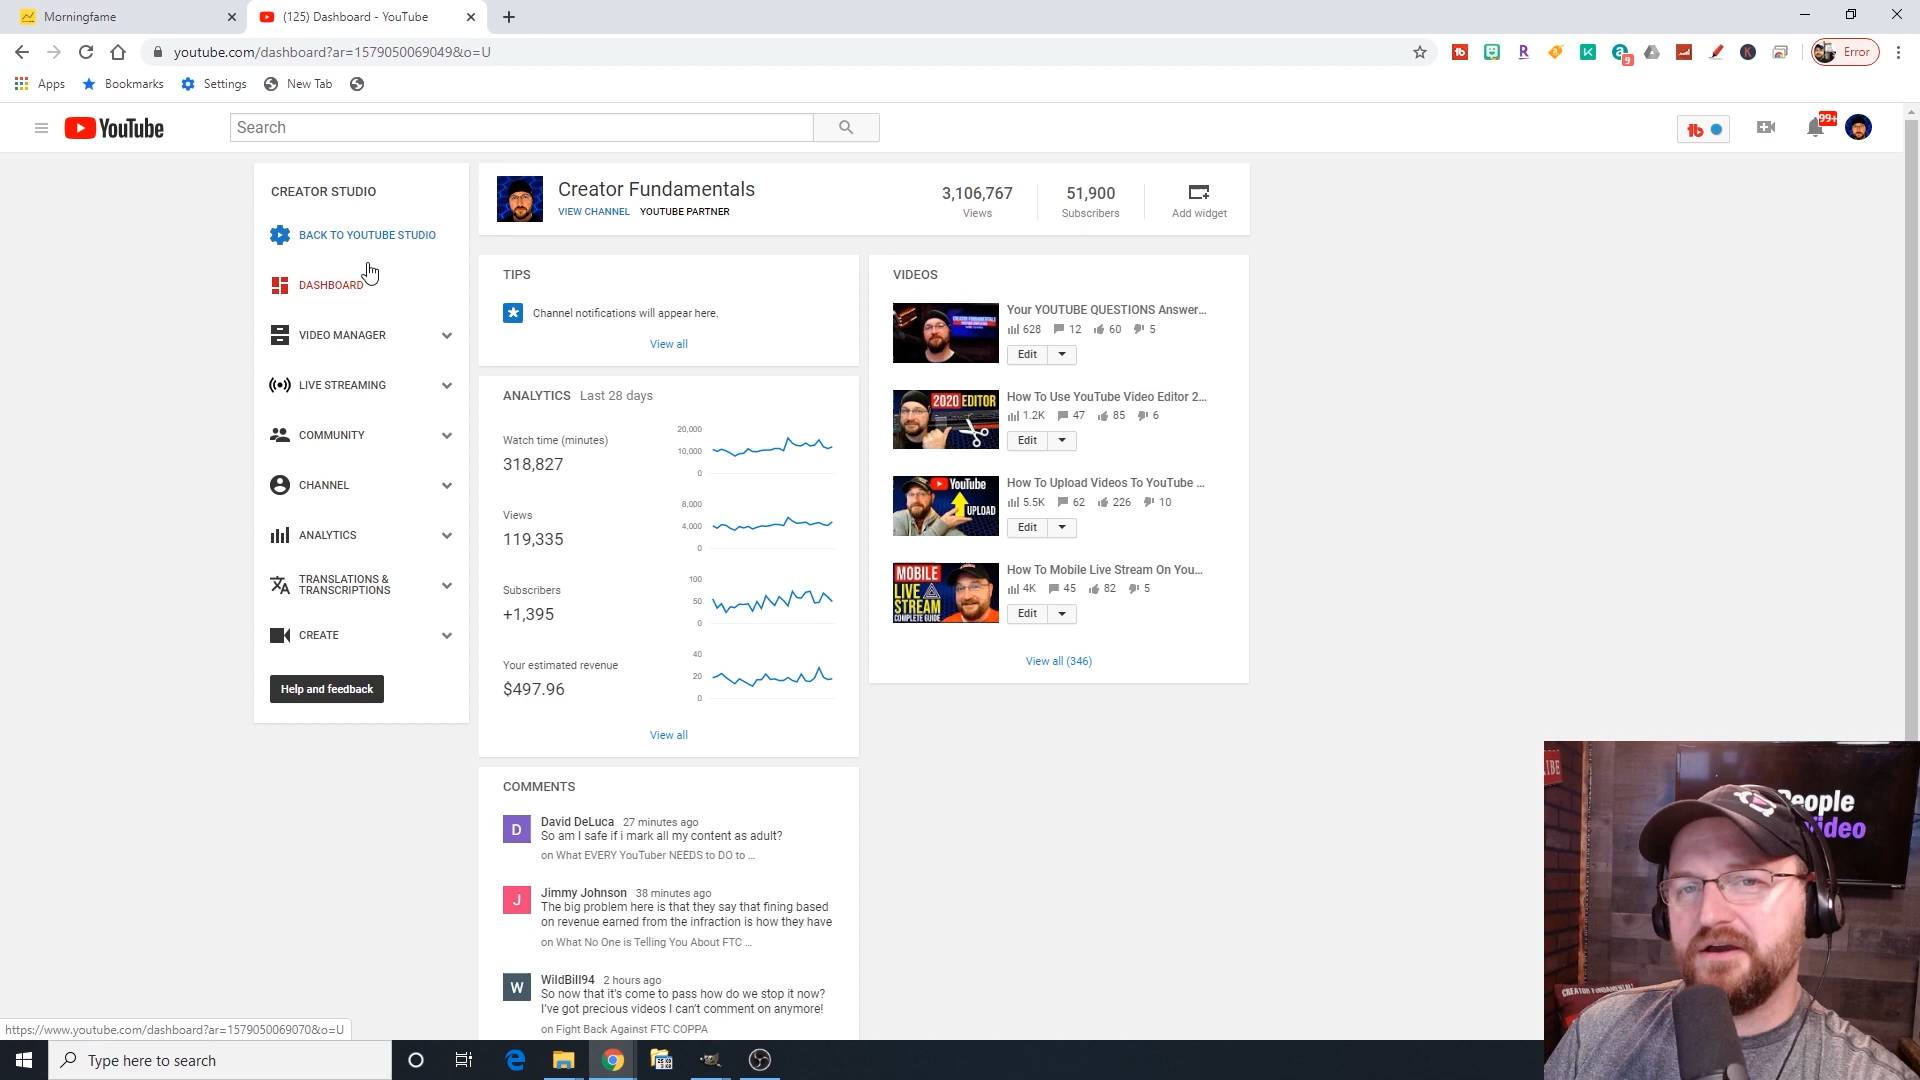 Morningfame
(125) Dashboard - YouTube
youtube.com/dashboard?ar=1579050069049&o=U
Error
Apps
Bookmarks
Settings
New Tab
YouTube
Search
99+
CREATOR STUDIO
BACK TO YOUTUBE STUDIO
DASHBOARD
VIDEO MANAGER
LIVE STREAMING
COMMUNITY
CHANNEL
ANALYTICS
TRANSLATIONS &
TRANSCRIPTIONS
CREATE
Help and feedback
Creator Fundamentals
VIEW CHANNEL YOUTUBE PARTNER
3,106,767
Views
51,900
Subscribers
Add widget
TIPS
Channel notifications will appear here.
View all
ANALYTICS Last 28 days
Watch time (minutes)
318,827
20,000
10,000
0
Views
119,335
8,000
4,000
0
Subscribers
+1,395
100
50
0
Your estimated revenue
$497.96
40
20
0
View all
COMMENTS
D
David DeLuca 27 minutes ago
So am I safe if i mark all my content as adult?
on What EVERY YouTuber NEEDS to DO to ...
J
Jimmy Johnson 38 minutes ago
The big problem here is that they say that fining based
on revenue earned from the infraction is how they have
on What No One is Telling You About FTC ...
W
WildBill94 2 hours ago
So now that it's come to pass how do we stop it now?
I've got precious videos I can't comment on anymore!
on Fight Back Against FTC COPPA
VIDEOS
Your YOUTUBE QUESTIONS Answer...
628 12 60 5
Edit
2020 EDITOR
How To Use YouTube Video Editor 2...
1.2K 47 85 6
Edit
YouTube
UPLOAD
How To Upload Videos To YouTube ...
5.5K 62 226 10
Edit
MOBILE
LIVE
STREAM
COMPLETE GUIDE
How To Mobile Live Stream On You...
4K 45 82 5
Edit
View all (346)
People
ideo
CREATOR FUNDAMENTAL
https://www.youtube.com/dashboard?ar=1579050069070&o=U
Type here to search